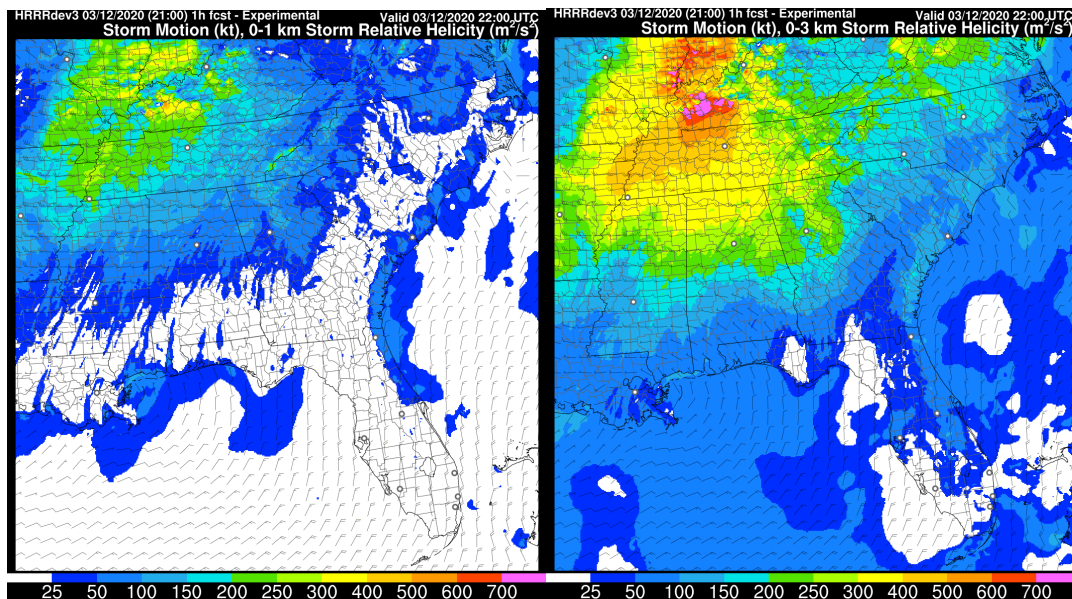 HRRRdev3 03/12/2020 (21:00) 1h fcst - Experimental Valid 03/12/2020 22:00 UTC
Storm Motion (kt), 0-1 km Storm Relative Helicity (m²/s²)
25 50 100 150 200 250 300 400 500 600 700
HRRRdev3 03/12/2020 (21:00) 1h fcst - Experimental Valid 03/12/2020 22:00 UTC
Storm Motion (kt), 0-3 km Storm Relative Helicity (m²/s²)
25 50 100 150 200 250 300 400 500 600 700